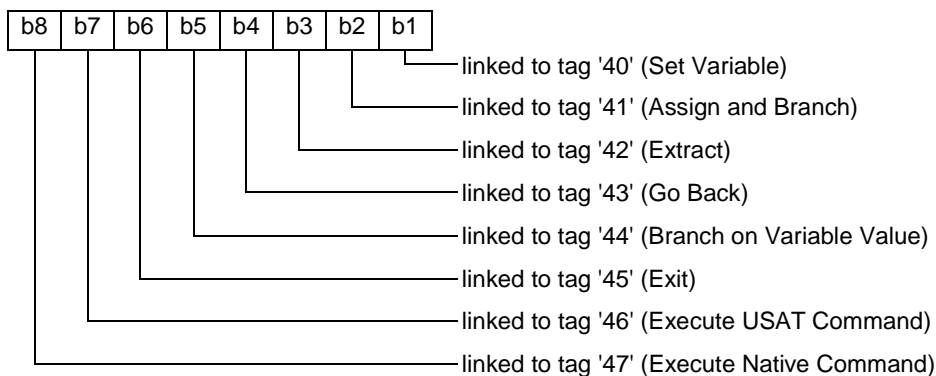 b8 b7 b6 b5 b4 b3 b2 b1
linked to tag '40' (Set Variable)
linked to tag '41' (Assign and Branch)
linked to tag '42' (Extract)
linked to tag '43' (Go Back)
linked to tag '44' (Branch on Variable Value)
linked to tag '45' (Exit)
linked to tag '46' (Execute USAT Command)
linked to tag '47' (Execute Native Command)